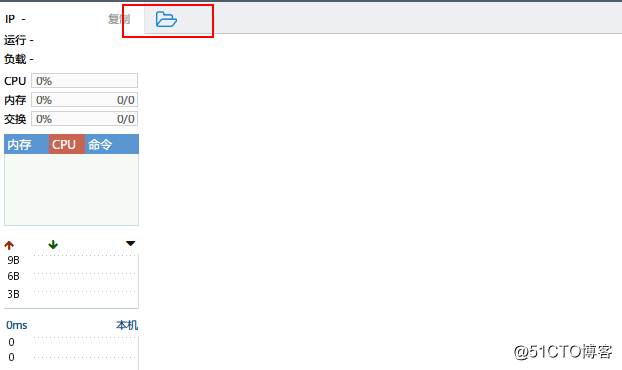 IP - 复制
运行 -
负载 -
CPU 0%
内存 0% 0/0
交换 0% 0/0
内存 CPU 命令
9B
6B
3B
0ms 本机
0
0
@51CTO博客